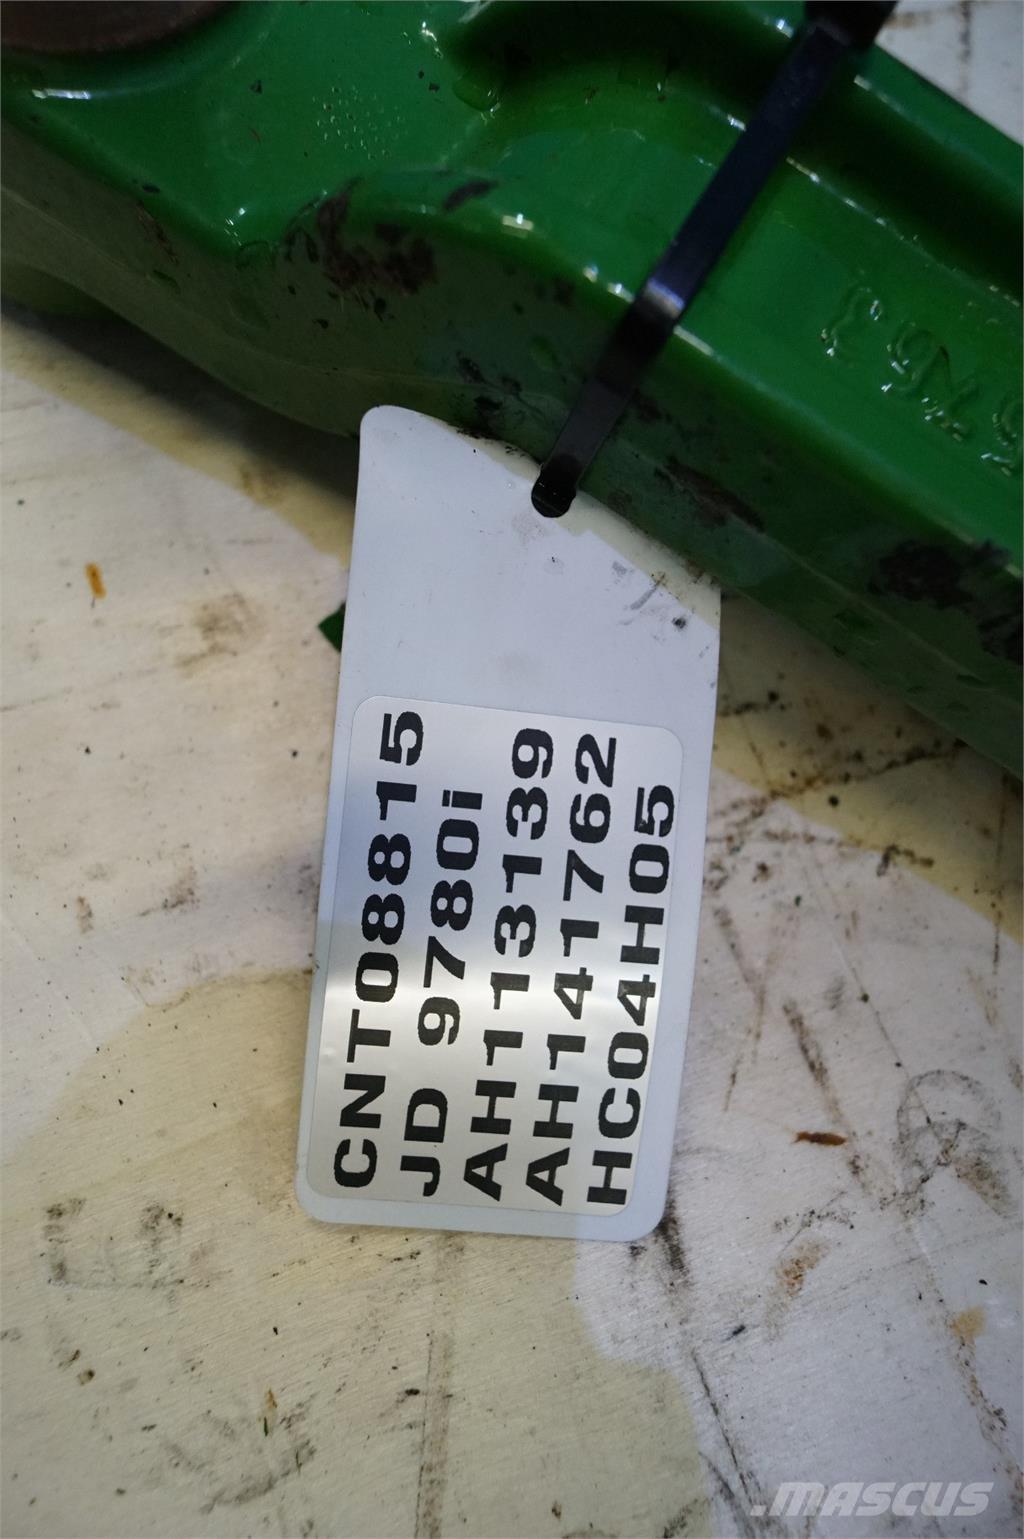 CNT08815
JD 9780i
AH113139
AH141762
HC04H05
.MASCUS